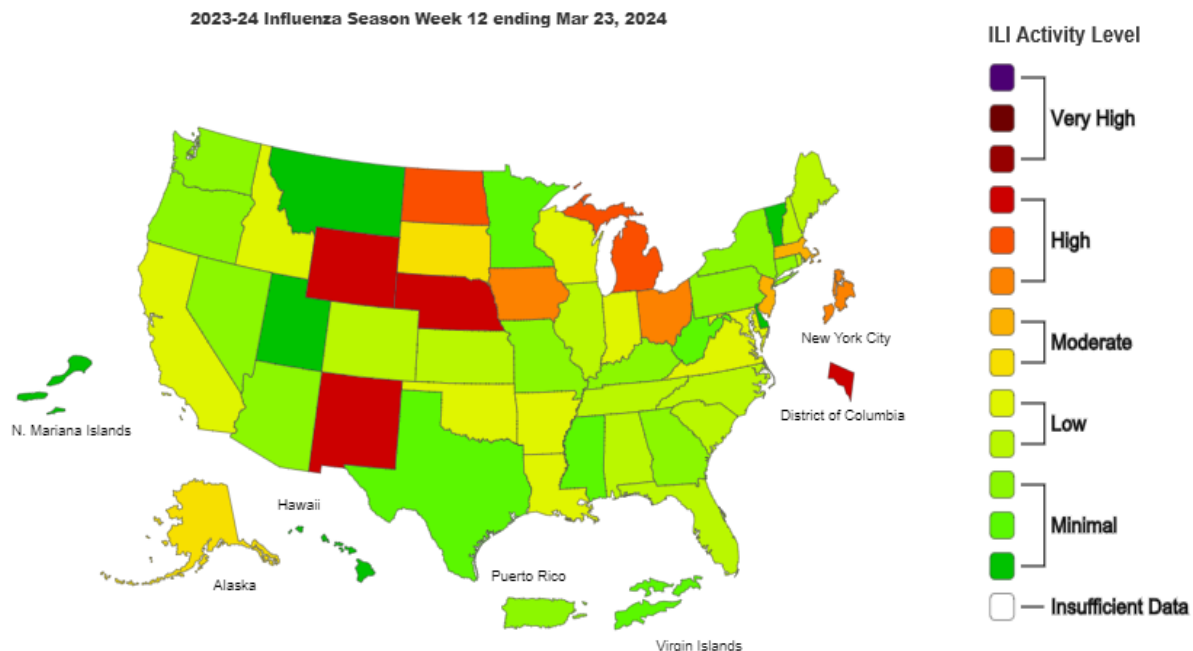 2023-24 Influenza Season Week 12 ending Mar 23, 2024
ILI Activity Level
Very High
High
Moderate
Low
Minimal
Insufficient Data
New York City
District of Columbia
N. Mariana Islands
Hawaii
Alaska
Puerto Rico
Virgin Islands